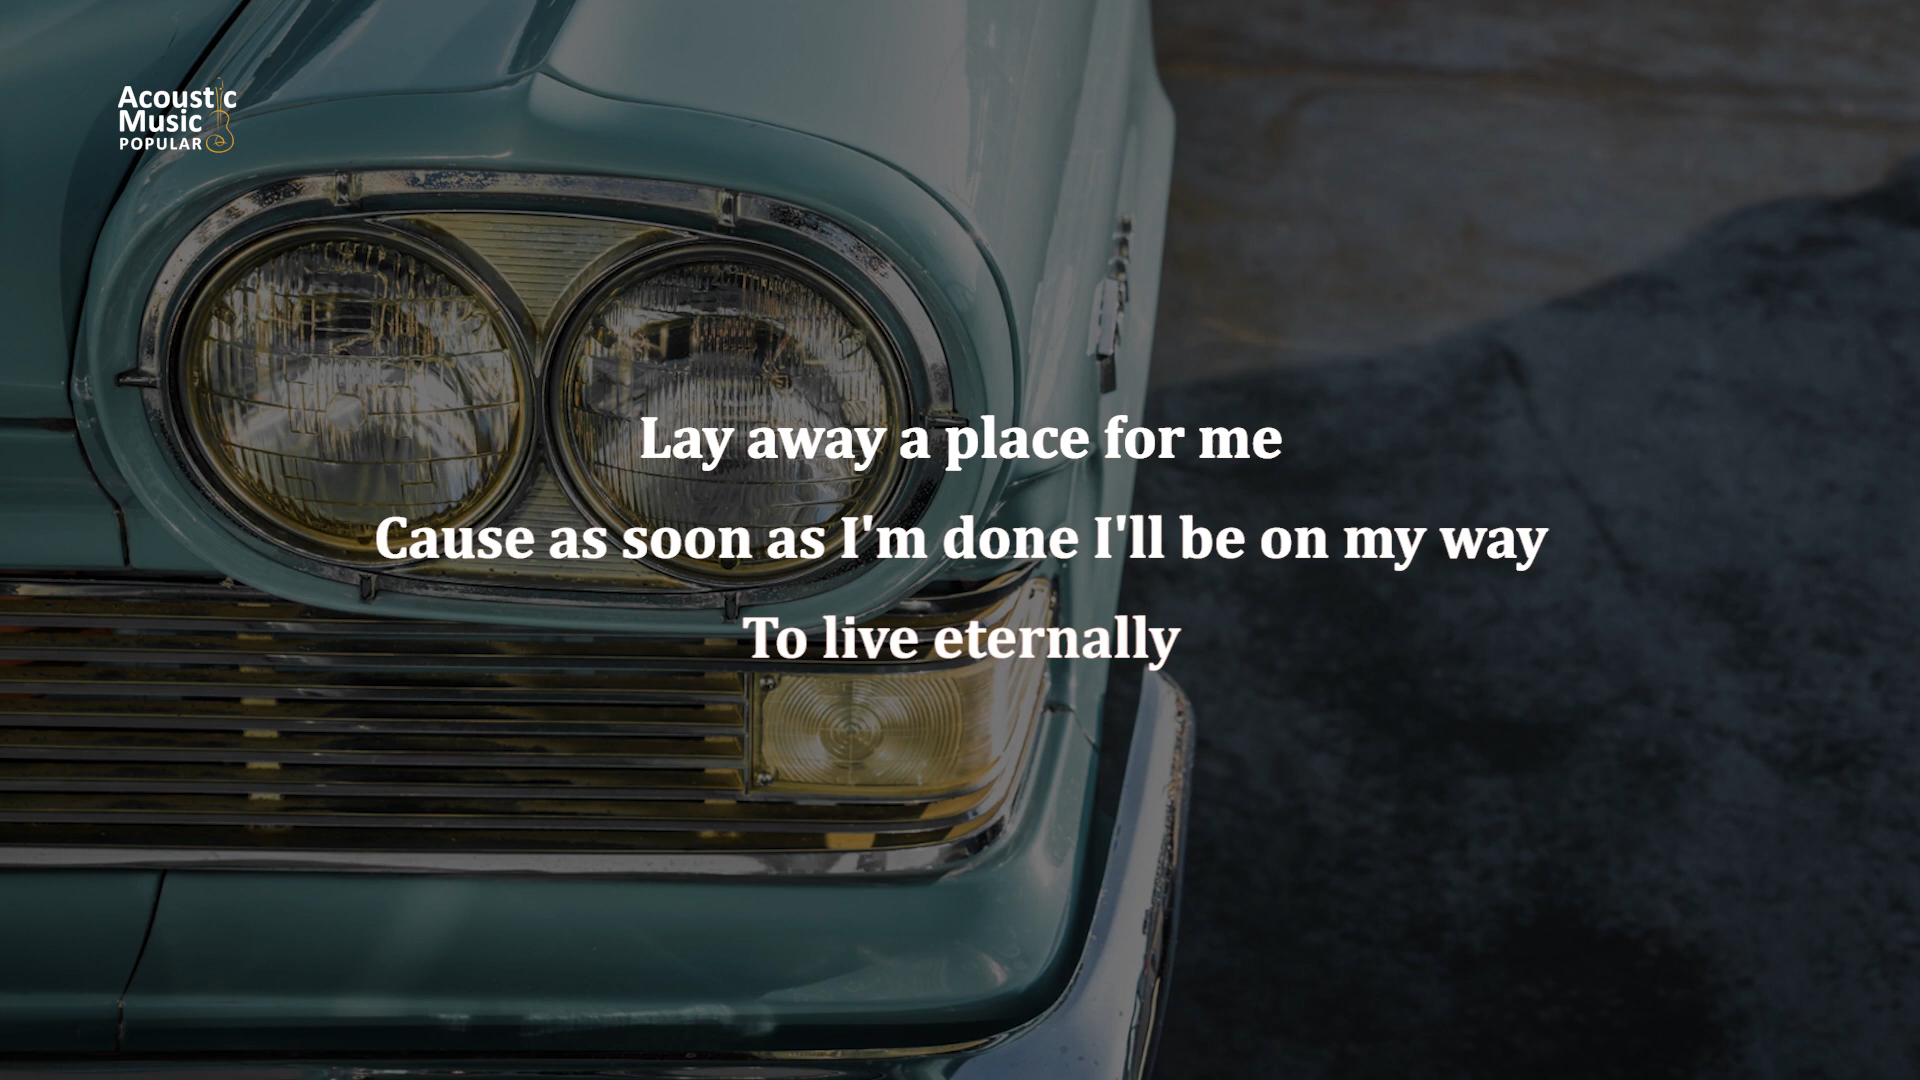 Acoustic
Music
POPULAR
Lay away a place for me
Cause as soon as I'm done I'll be on my way
To live eternally